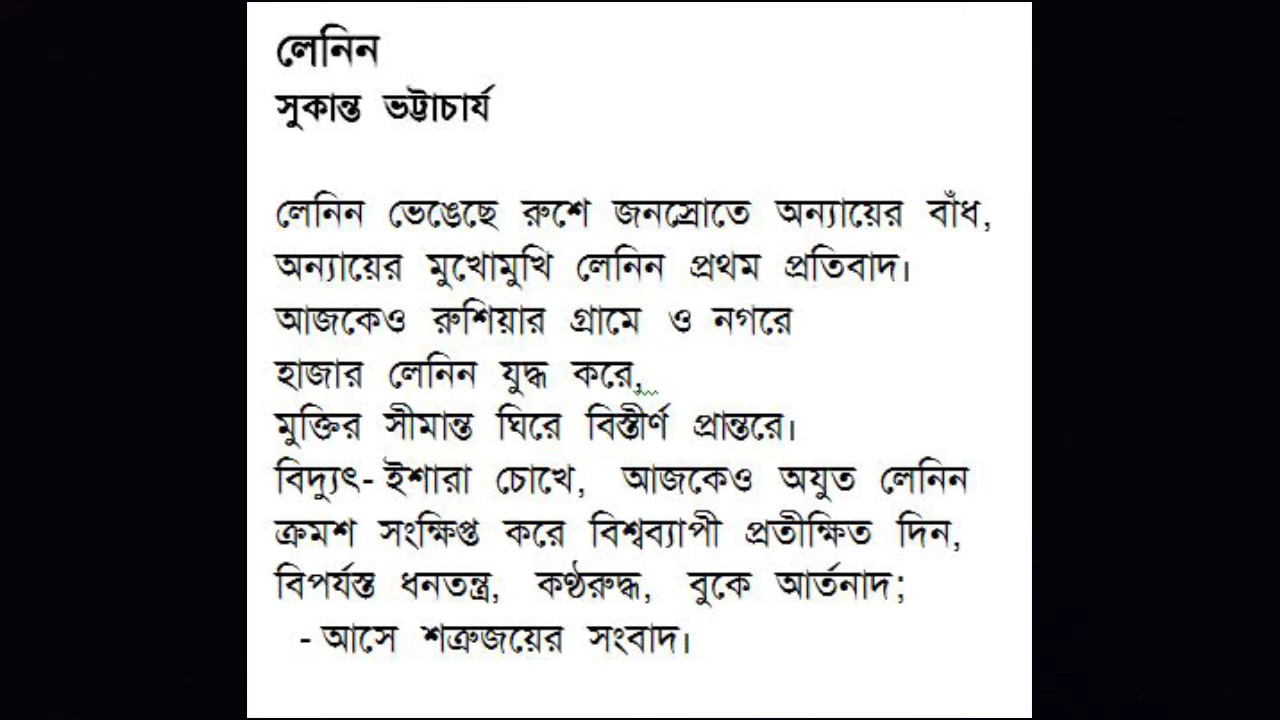 লেনিন
সুকান্ত ভট্টাচার্য
লেনিন ভেঙেছে রুশে জনস্রোতে অন্যায়ের বাঁধ,
অন্যায়ের মুখোমুখি লেনিন প্রথম প্রতিবাদ।
আজকেও রুশিয়ার গ্রামে ও নগরে
হাজার লেনিন যুদ্ধ করে,
মুক্তির সীমান্ত ঘিরে বিস্তীর্ণ প্রান্তরে।
বিদ্যুৎ- ইশারা চোখে, আজকেও অযুত লেনিন
ক্রমশ সংক্ষিপ্ত করে বিশ্বব্যাপী প্রতীক্ষিত দিন,
বিপর্যস্ত ধনতন্ত্র, কণ্ঠরুদ্ধ, বুকে আর্তনাদ;
- আসে শত্রুজয়ের সংবাদ।